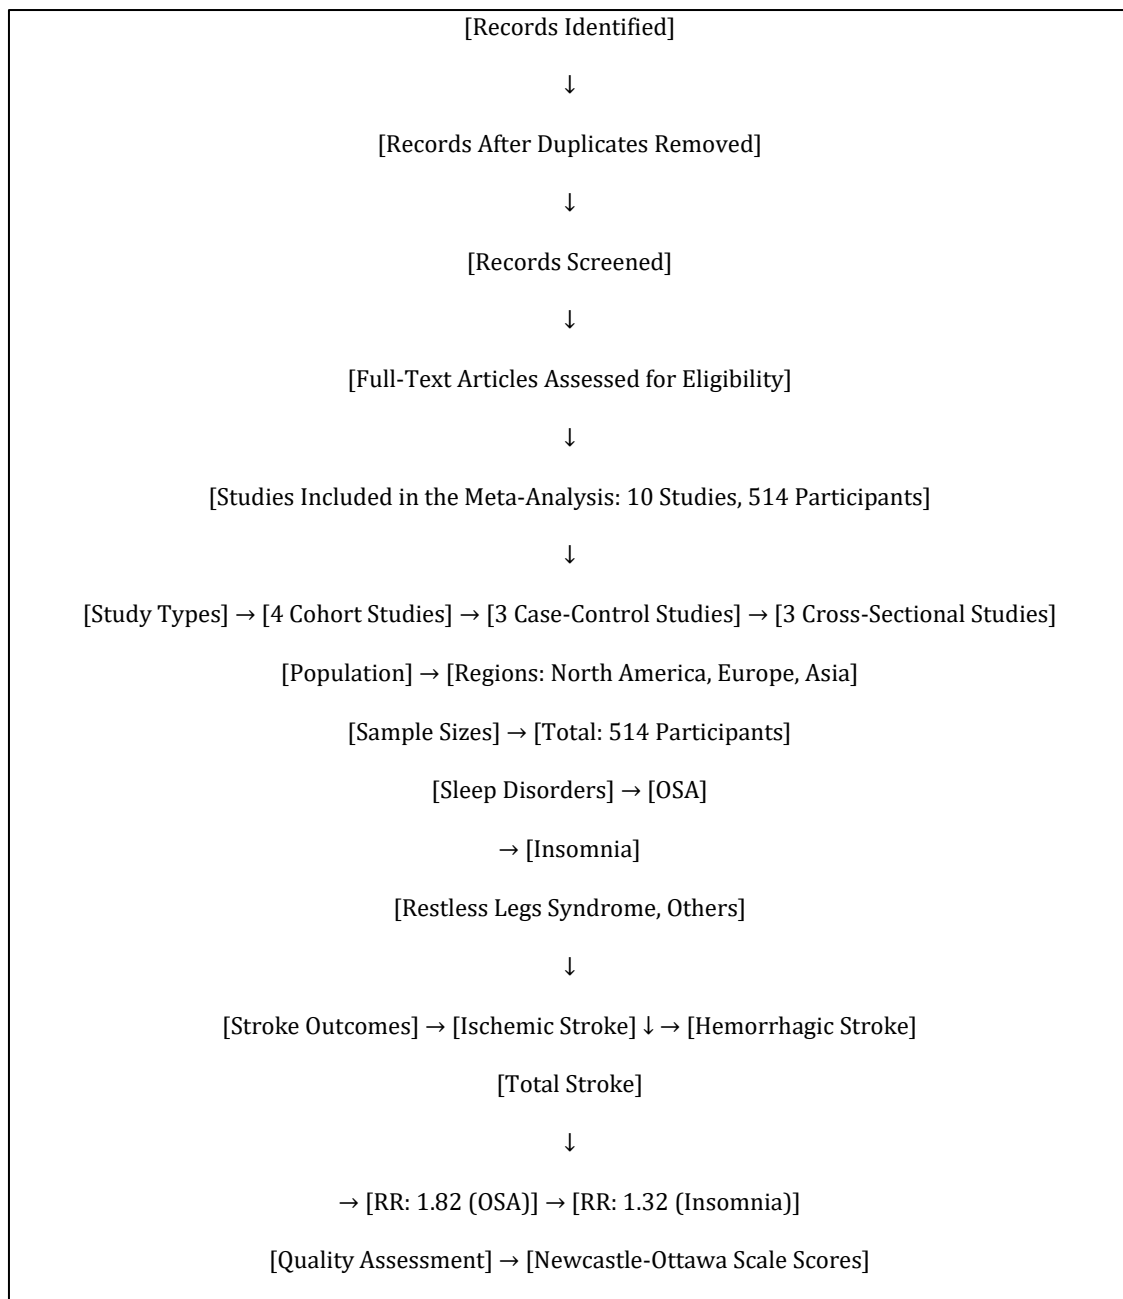 [Records Identified]
↓
[Records After Duplicates Removed]
↓
[Records Screened]
↓
[Full-Text Articles Assessed for Eligibility]
↓
[Studies Included in the Meta-Analysis: 10 Studies, 514 Participants]
↓
[Study Types] → [4 Cohort Studies] → [3 Case-Control Studies] → [3 Cross-Sectional Studies]
[Population] → [Regions: North America, Europe, Asia]
[Sample Sizes] → [Total: 514 Participants]
[Sleep Disorders] → [OSA]
→ [Insomnia]
[Restless Legs Syndrome, Others]
↓
[Stroke Outcomes] → [Ischemic Stroke] ↓ → [Hemorrhagic Stroke]
[Total Stroke]
↓
→ [RR: 1.82 (OSA)] → [RR: 1.32 (Insomnia)]
[Quality Assessment] → [Newcastle-Ottawa Scale Scores]